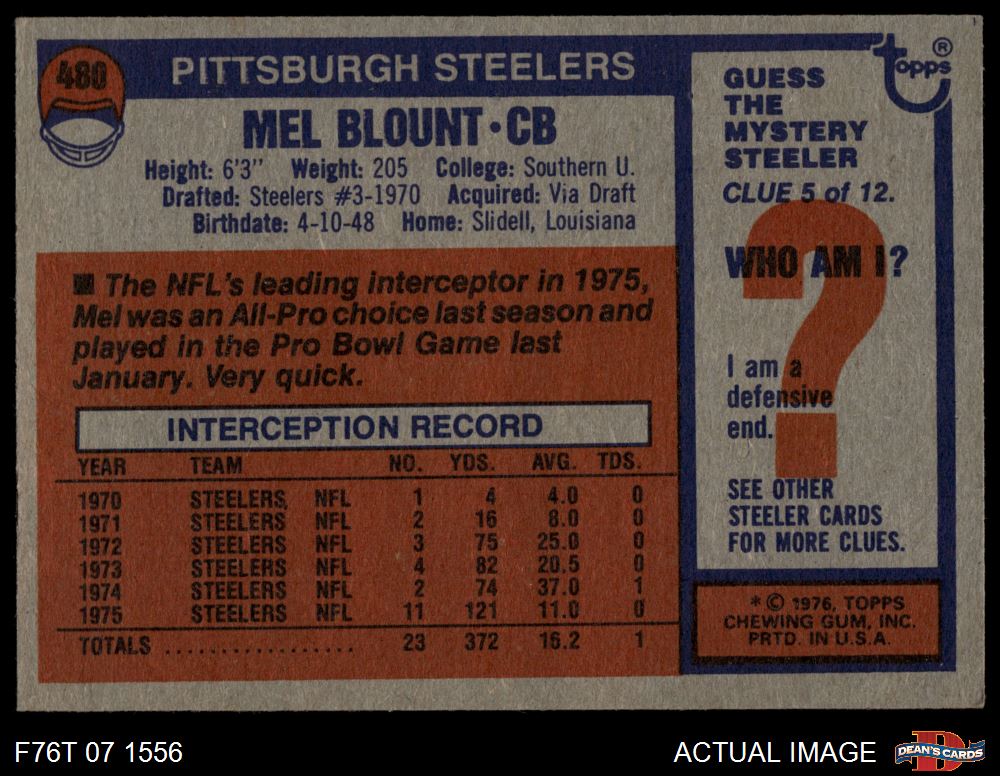 480
PITTSBURGH STEELERS
MEL BLOUNT • CB
Height: 6'3" Weight: 205 College: Southern U.
Drafted: Steelers #3-1970 Acquired: Via Draft
Birthdate: 4-10-48 Home: Slidell, Louisiana
■ The NFL's leading interceptor in 1975,
Mel was an All-Pro choice last season and
played in the Pro Bowl Game last
January. Very quick.
INTERCEPTION RECORD
YEAR TEAM NO. YDS. AVG. TDS.
1970 STEELERS, NFL 1 4 4.0 0
1971 STEELERS NFL 2 16 8.0 0
1972 STEELERS NFL 3 75 25.0 0
1973 STEELERS NFL 4 82 20.5 0
1974 STEELERS NFL 2 74 37.0 1
1975 STEELERS NFL 11 121 11.0 0
TOTALS .................. 23 372 16.2 1
topps ®
GUESS
THE
MYSTERY
STEELER
CLUE 5 of 12.
WHO AM I?
?
I am a
defensive
end.
SEE OTHER
STEELER CARDS
FOR MORE CLUES.
* © 1976, TOPPS
CHEWING GUM, INC.
PRTD. IN U.S.A.
F76T 07 1556
ACTUAL IMAGE
D
DEAN'S CARDS